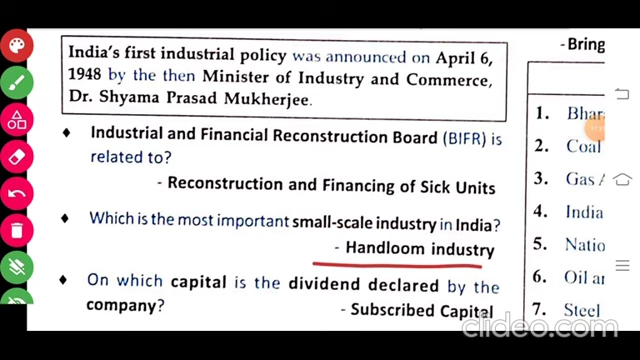 India's first industrial policy was announced on April 6,
1948 by the then Minister of Industry and Commerce,
Dr. Shyama Prasad Mukherjee.
♦ Industrial and Financial Reconstruction Board (BIFR) is
related to?
- Reconstruction and Financing of Sick Units
♦ Which is the most important small-scale industry in India?
- Handloom industry
♦ On which capital is the dividend declared by the
company?
- Subscribed Capital
- Bring
1.
2. Coal
3. Gas
4. India
5.
6. Oil
7. Steel
clideo.com